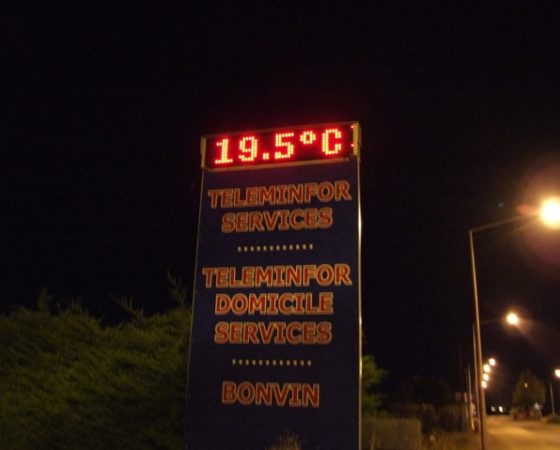 19.5°C
TELEMINFOR
SERVICES
TELEMINFOR
DOMICILE
SERVICES
BONVIN